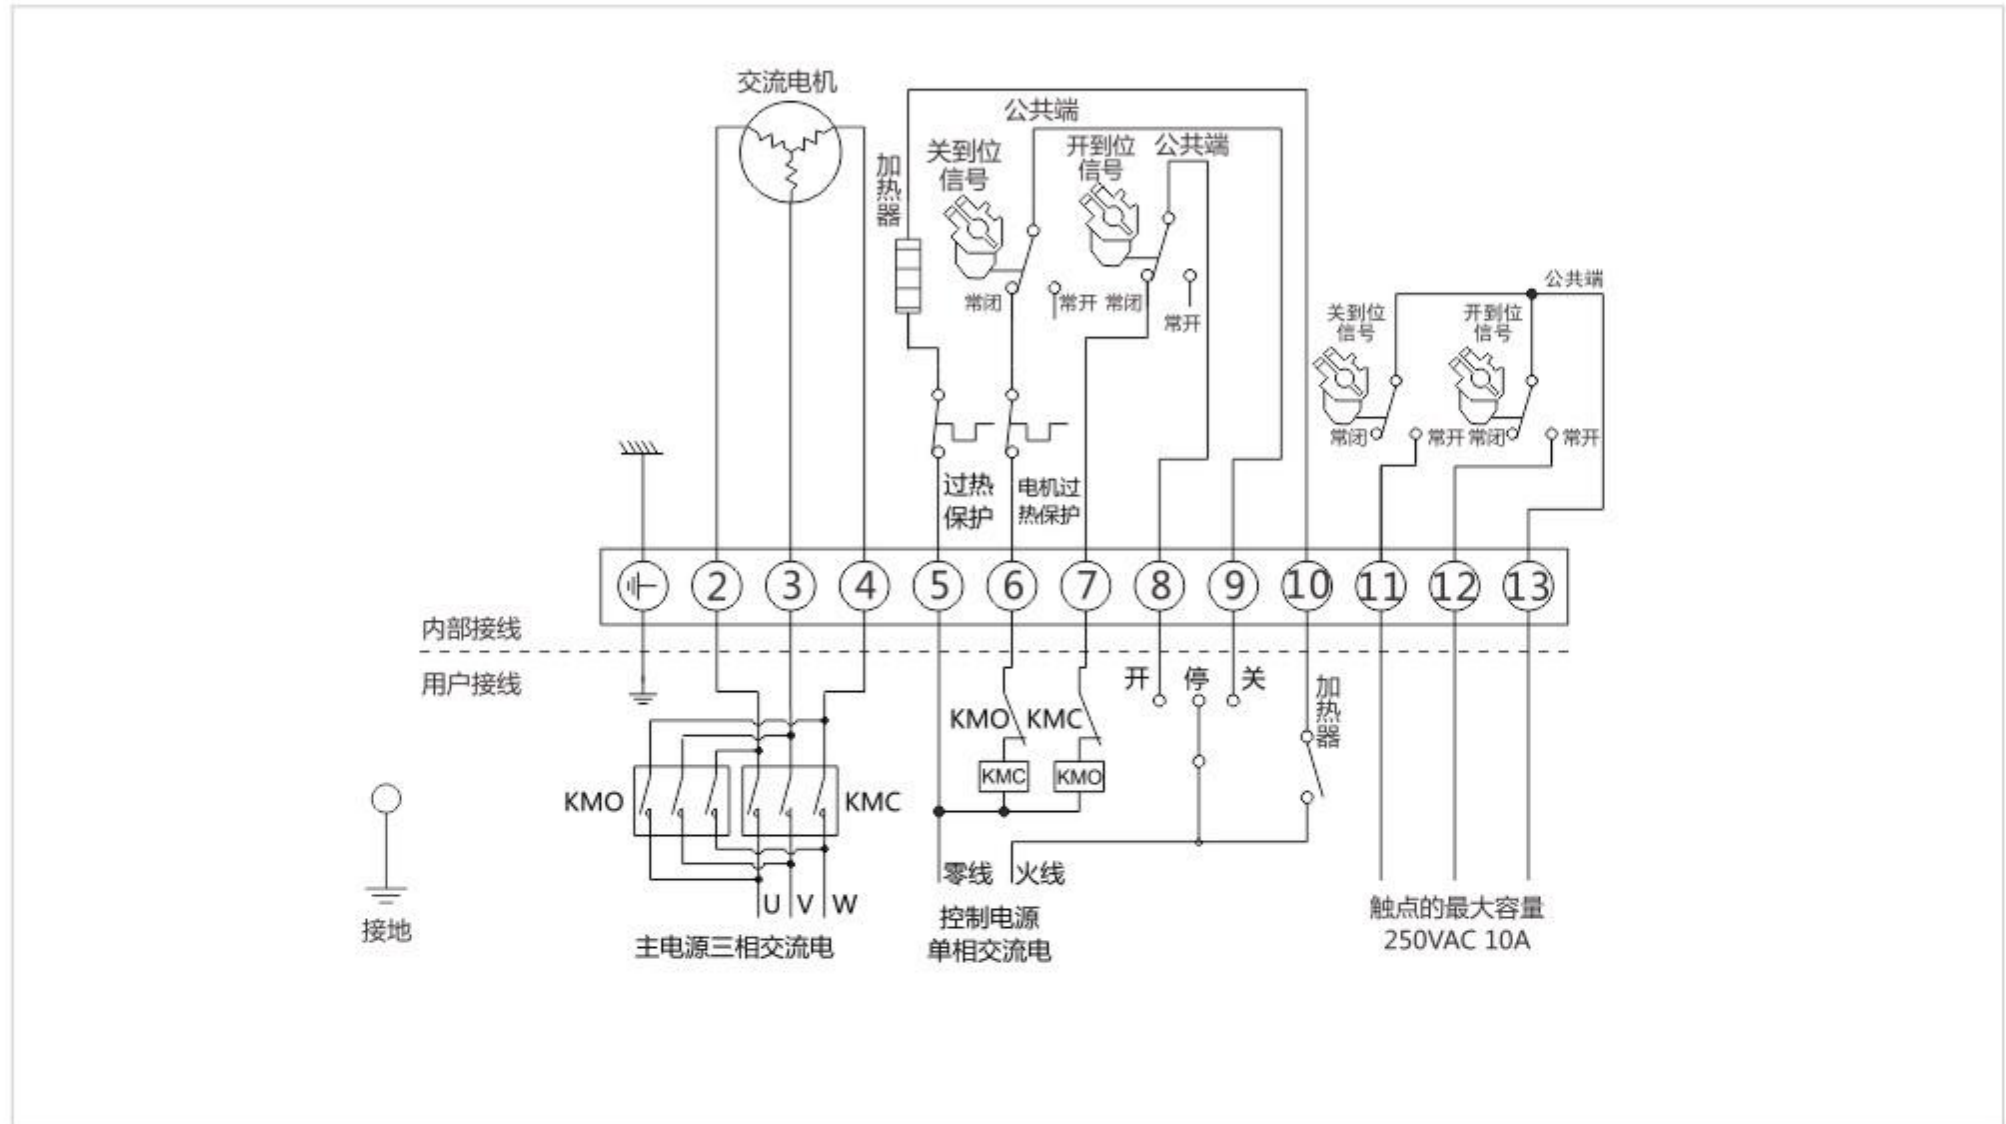 交流电机
公共端
关到位
信号
开到位
信号
公共端
加热器
常闭
常开
常闭
常开
公共端
关到位
信号
开到位
信号
常闭
常开
常闭
常开
过热
保护
电机过
热保护
2 3 4 5 6 7 8 9 10 11 12 13
内部接线
用户接线
开 停 关
加热器
KMO KMC
KMC KMO
KMO KMC
零线 火线
U V W
控制电源
单相交流电
主电源三相交流电
接地
触点的最大容量
250VAC 10A